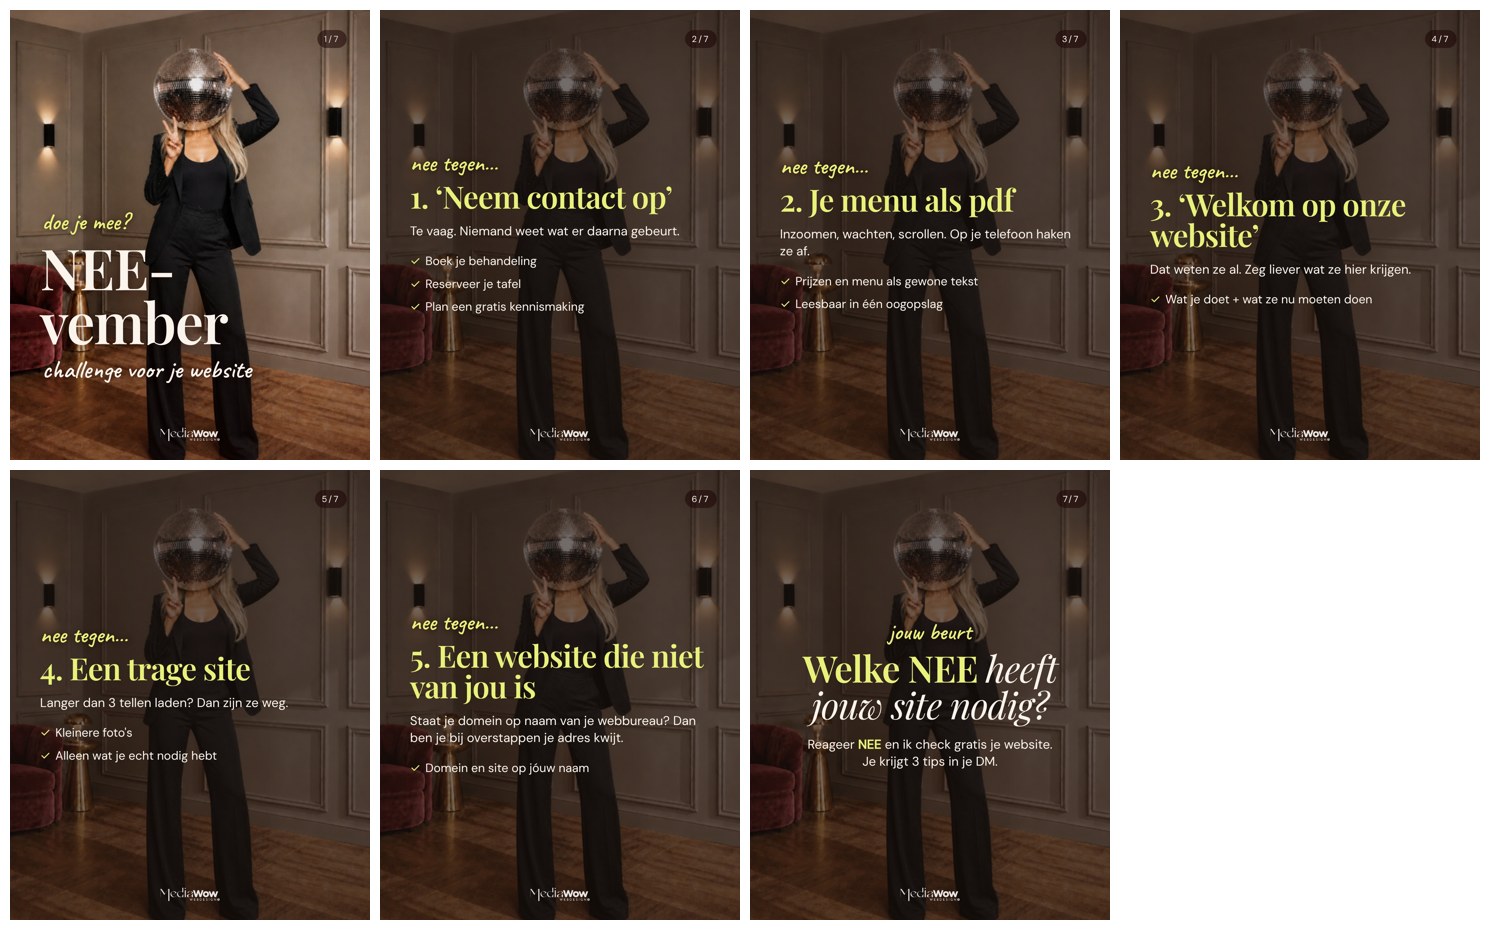 1/7
doe je mee?
NEE-
vember
challenge voor je website
2/7
nee tegen...
1. ‘Neem contact op’
Te vaag. Niemand weet wat er daarna gebeurt.
✓ Boek je behandeling
✓ Reserveer je tafel
✓ Plan een gratis kennismaking
MediaWow
WEBDESIGN
3/7
nee tegen...
2. Je menu als pdf
Inzoomen, wachten, scrollen. Op je telefoon haken
ze af.
✓ Prijzen en menu als gewone tekst
✓ Leesbaar in één oogopslag
MediaWow
WEBDESIGN
4/7
nee tegen...
3. ‘Welkom op onze
website’
Dat weten ze al. Zeg liever wat ze hier krijgen.
✓ Wat je doet + wat ze nu moeten doen
MediaWow
WEBDESIGN
MediaWow
WEBDESIGN
5/7
nee tegen...
4. Een trage site
Langer dan 3 tellen laden? Dan zijn ze weg.
✓ Kleinere foto's
✓ Alleen wat je echt nodig hebt
MediaWow
WEBDESIGN
6/7
nee tegen...
5. Een website die niet
van jou is
Staat je domein op naam van je webbureau? Dan
ben je bij overstappen je adres kwijt.
✓ Domein en site op jóuw naam
MediaWow
WEBDESIGN
7/7
jouw beurt
Welke NEE heeft
jouw site nodig?
Reageer NEE en ik check gratis je website.
Je krijgt 3 tips in je DM.
MediaWow
WEBDESIGN